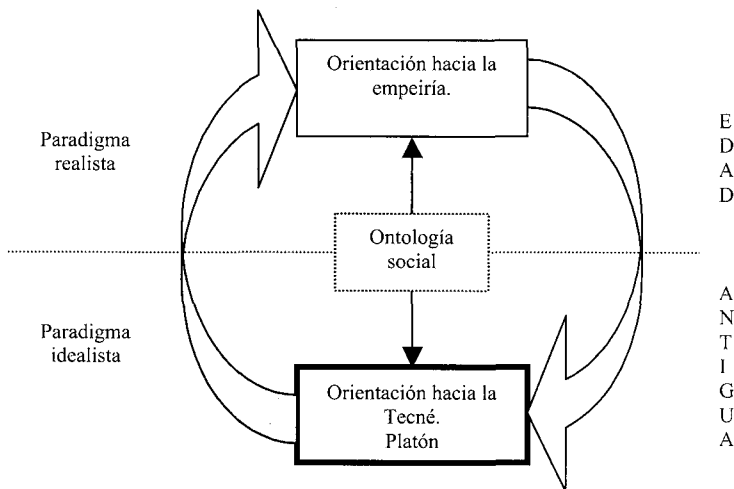 Orientación hacia la
empeiría.
Paradigma
realista
Ontología
social
Paradigma
idealista
Orientación hacia la
Tecné.
Platón
E
D
A
D
A
N
T
I
G
U
A